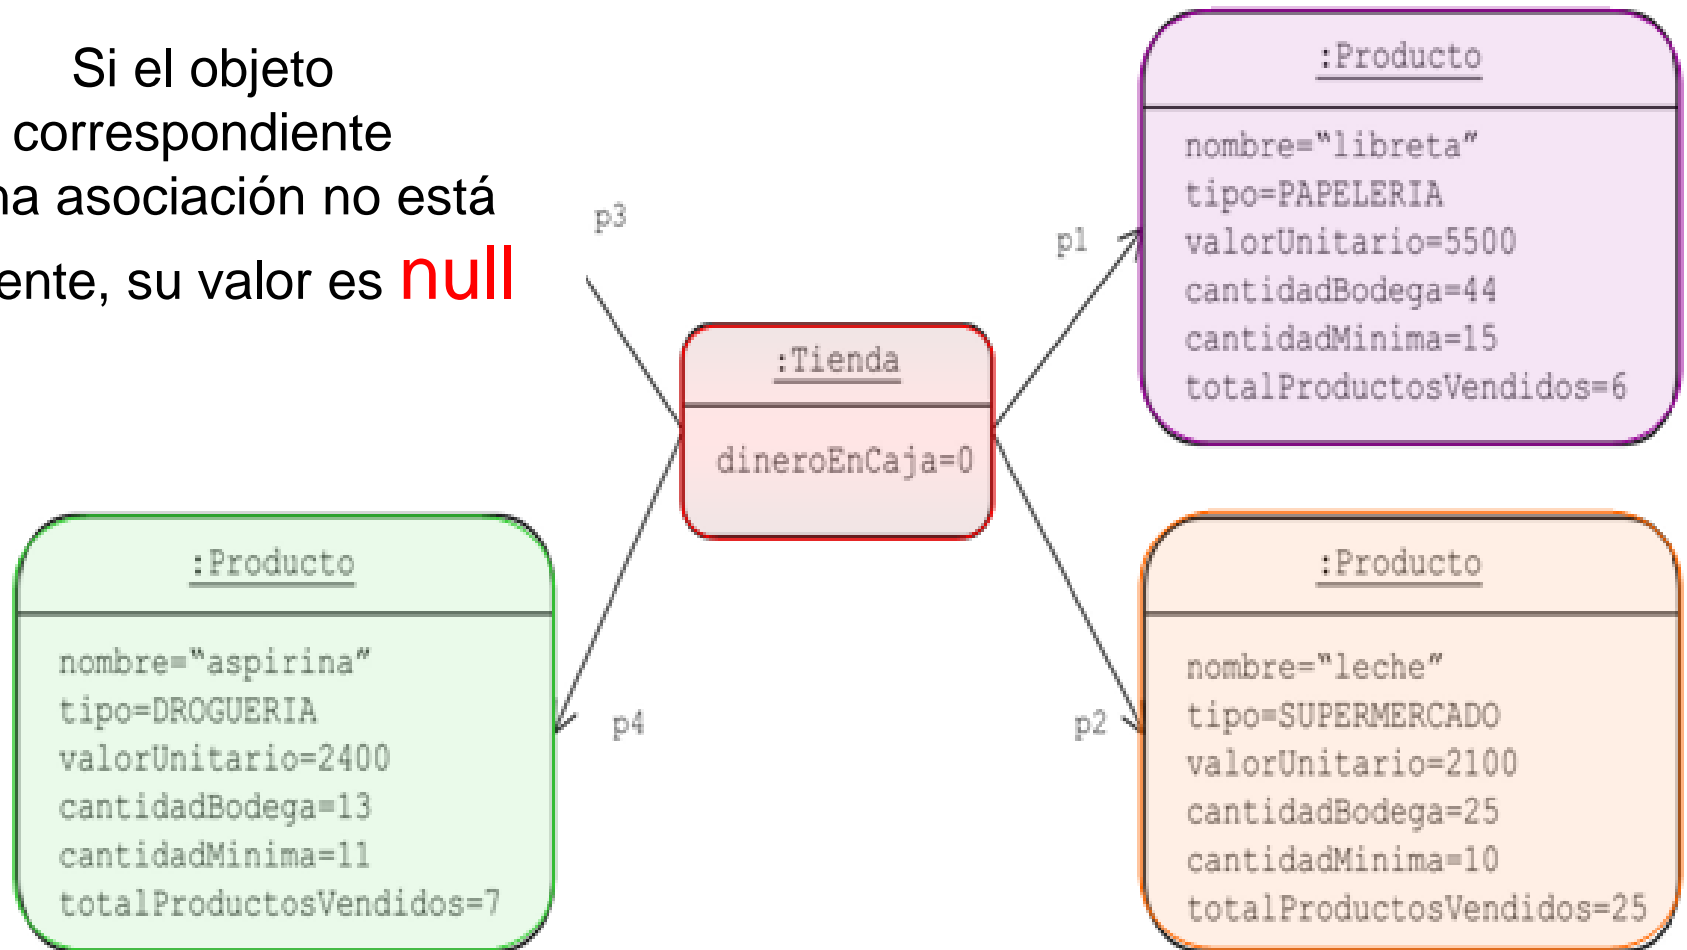 Si el objeto
correspondiente
na asociación no está
ente, su valor es null
p3
p1
:Producto
nombre=“libreta”
tipo=PAPELERIA
valorUnitario=5500
cantidadBodega=44
cantidadMinima=15
totalProductosVendidos=6
:Tienda
dineroEnCaja=0
:Producto
nombre=“aspirina”
tipo=DROGUERIA
valorUnitario=2400
cantidadBodega=13
cantidadMinima=11
totalProductosVendidos=7
p4
p2
:Producto
nombre=“leche”
tipo=SUPERMERCADO
valorUnitario=2100
cantidadBodega=25
cantidadMinima=10
totalProductosVendidos=25